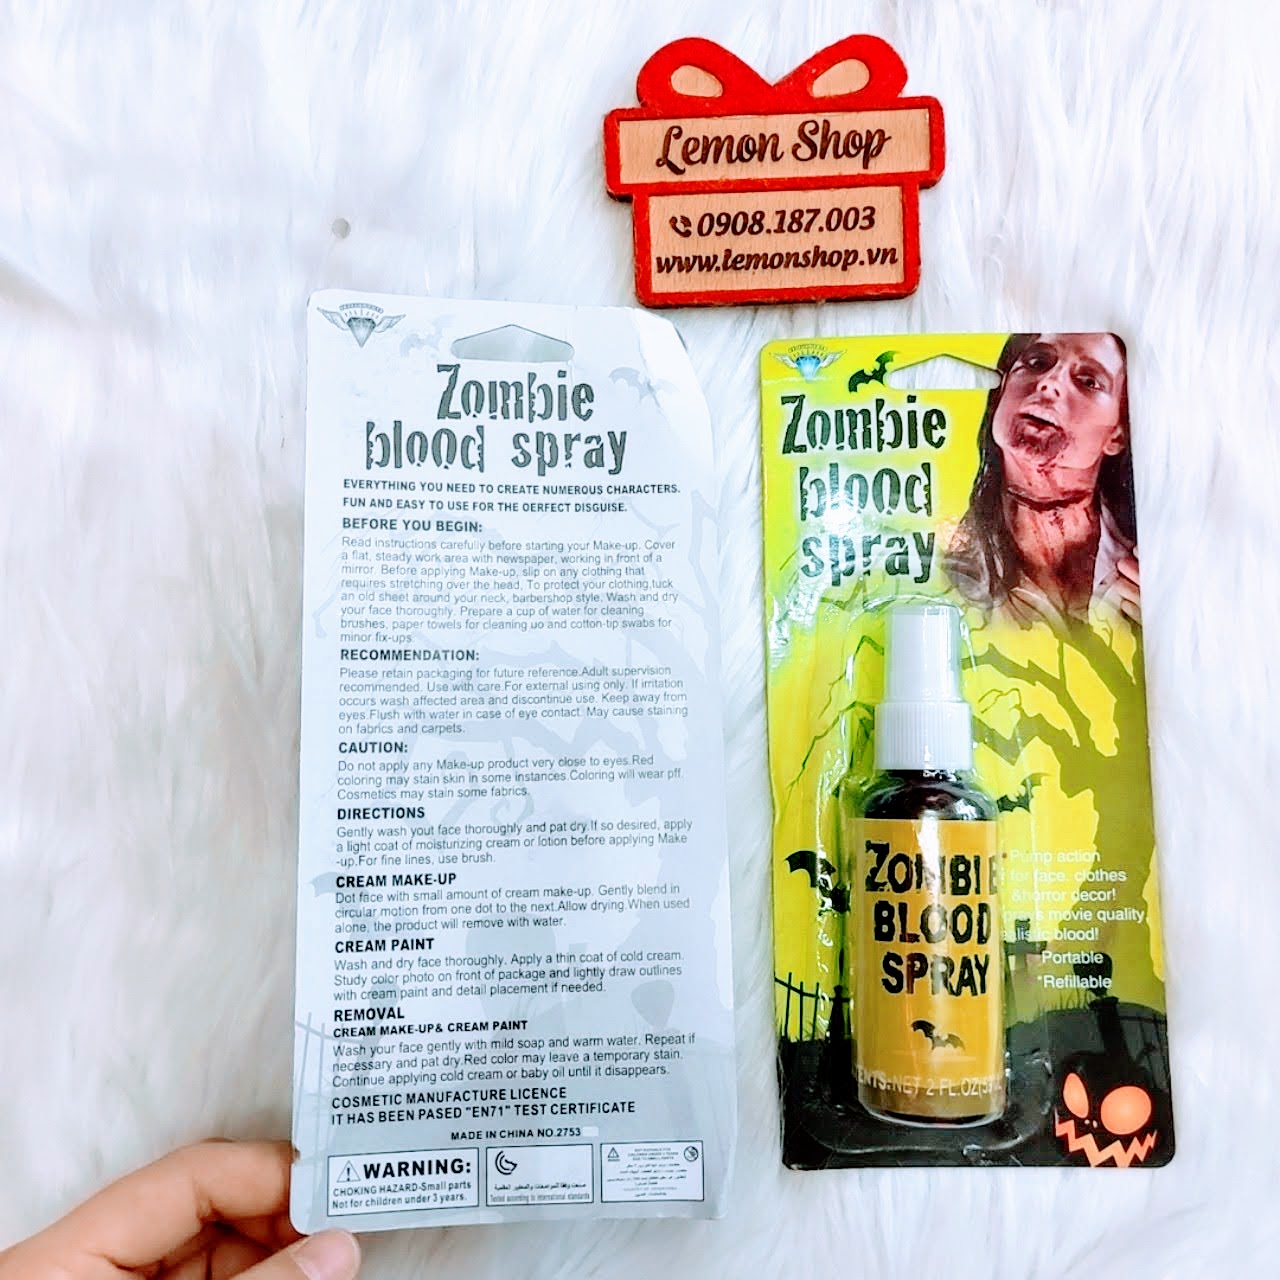 Lemon Shop
0908.187.003
www.lemonshop.vn
Zombie
blood spray
EVERYTHING YOU NEED TO CREATE NUMEROUS CHARACTERS.
FUN AND EASY TO USE FOR THE OERFECT DISGUISE.
BEFORE YOU BEGIN:
Read instructions carefully before starting your Make-up. Cover
a flat, steady work area with newspaper, working in front of a
mirror. Before applying Make-up, slip on any clothing that
requires stretching over the head, To protect your clothing,tuck
an old sheet around your neck, barbershop style. Wash and dry
your face thoroughly. Prepare a cup of water for cleaning
brushes, paper towels for cleaning uo and cotton-tip swabs for
minor fix-ups.
RECOMMENDATION:
Please retain packaging for future reference.Adult supervision
recommended. Use with care.For external using only. If irritation
occurs wash affected area and discontinue use. Keep away from
eyes.Flush with water in case of eye contact. May cause staining
on fabrics and carpets.
CAUTION:
Do not apply any Make-up product very close to eyes.Red
coloring may stain skin in some instances.Coloring will wear pff.
Cosmetics may stain some fabrics.
DIRECTIONS
Gently wash yout face thoroughly and pat dry.If so desired, apply
a light coat of moisturizing cream or lotion before applying Make
-up.For fine lines, use brush.
CREAM MAKE-UP
Dot face with small amount of cream make-up. Gently blend in
circular motion from one dot to the next.Allow drying.When used
alone, the product will remove with water.
CREAM PAINT
Wash and dry face thoroughly. Apply a thin coat of cold cream.
Study color photo on front of package and lightly draw outlines
with cream paint and detail placement if needed.
REMOVAL
CREAM MAKE-UP& CREAM PAINT
Wash your face gently with mild soap and warm water. Repeat if
necessary and pat dry.Red color may leave a temporary stain.
Continue applying cold cream or baby oil until it disappears.
COSMETIC MANUFACTURE LICENCE
IT HAS BEEN PASED "EN71" TEST CERTIFICATE
MADE IN CHINA NO.2753
WARNING:
CHOKING HAZARD-Small parts
Not for children under 3 years.
Tested according to international standards
Zombie
blood
spray
ZOMBIE
BLOOD
SPRAY
NET 2 FL.OZ
Pump action
for face, clothes
&horror decor!
movie quality,
blood!
Portable
*Refillable